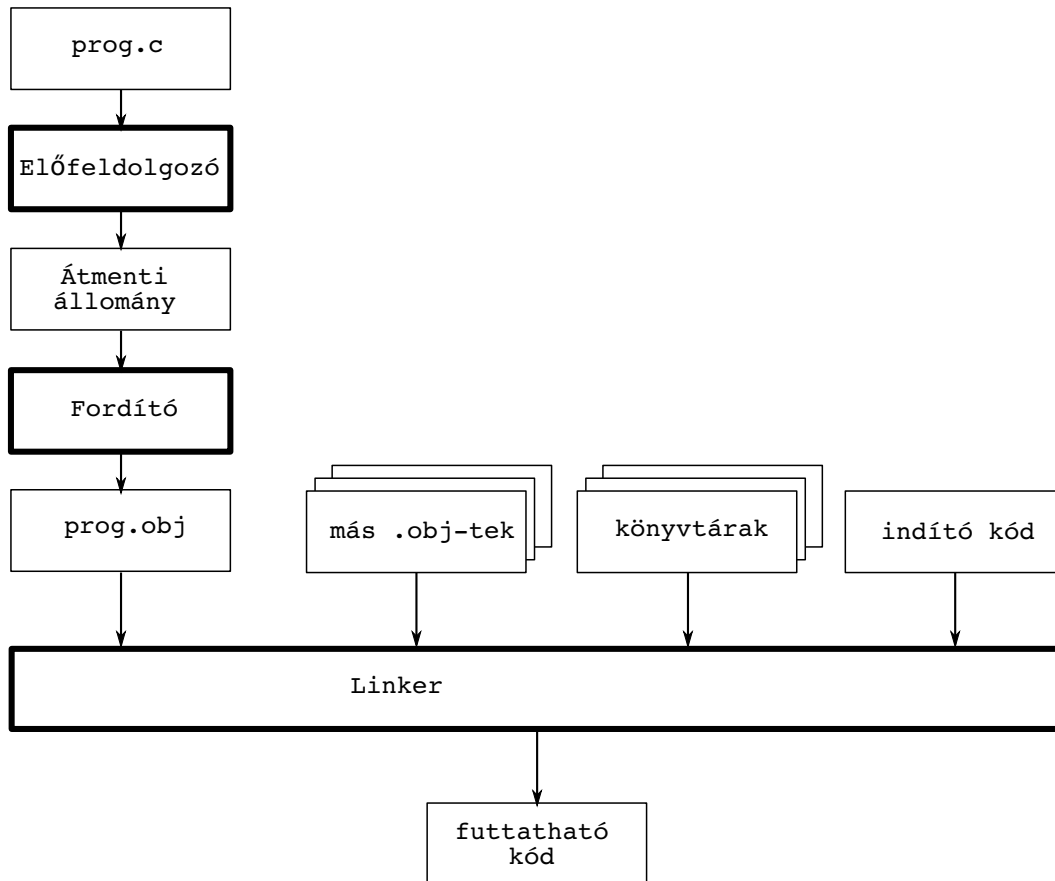 prog.c
Előfeldolgozó
Átmenti
állomány
Fordító
prog.obj
más .obj-tek
könyvtárak
indító kód
Linker
futtatható
kód